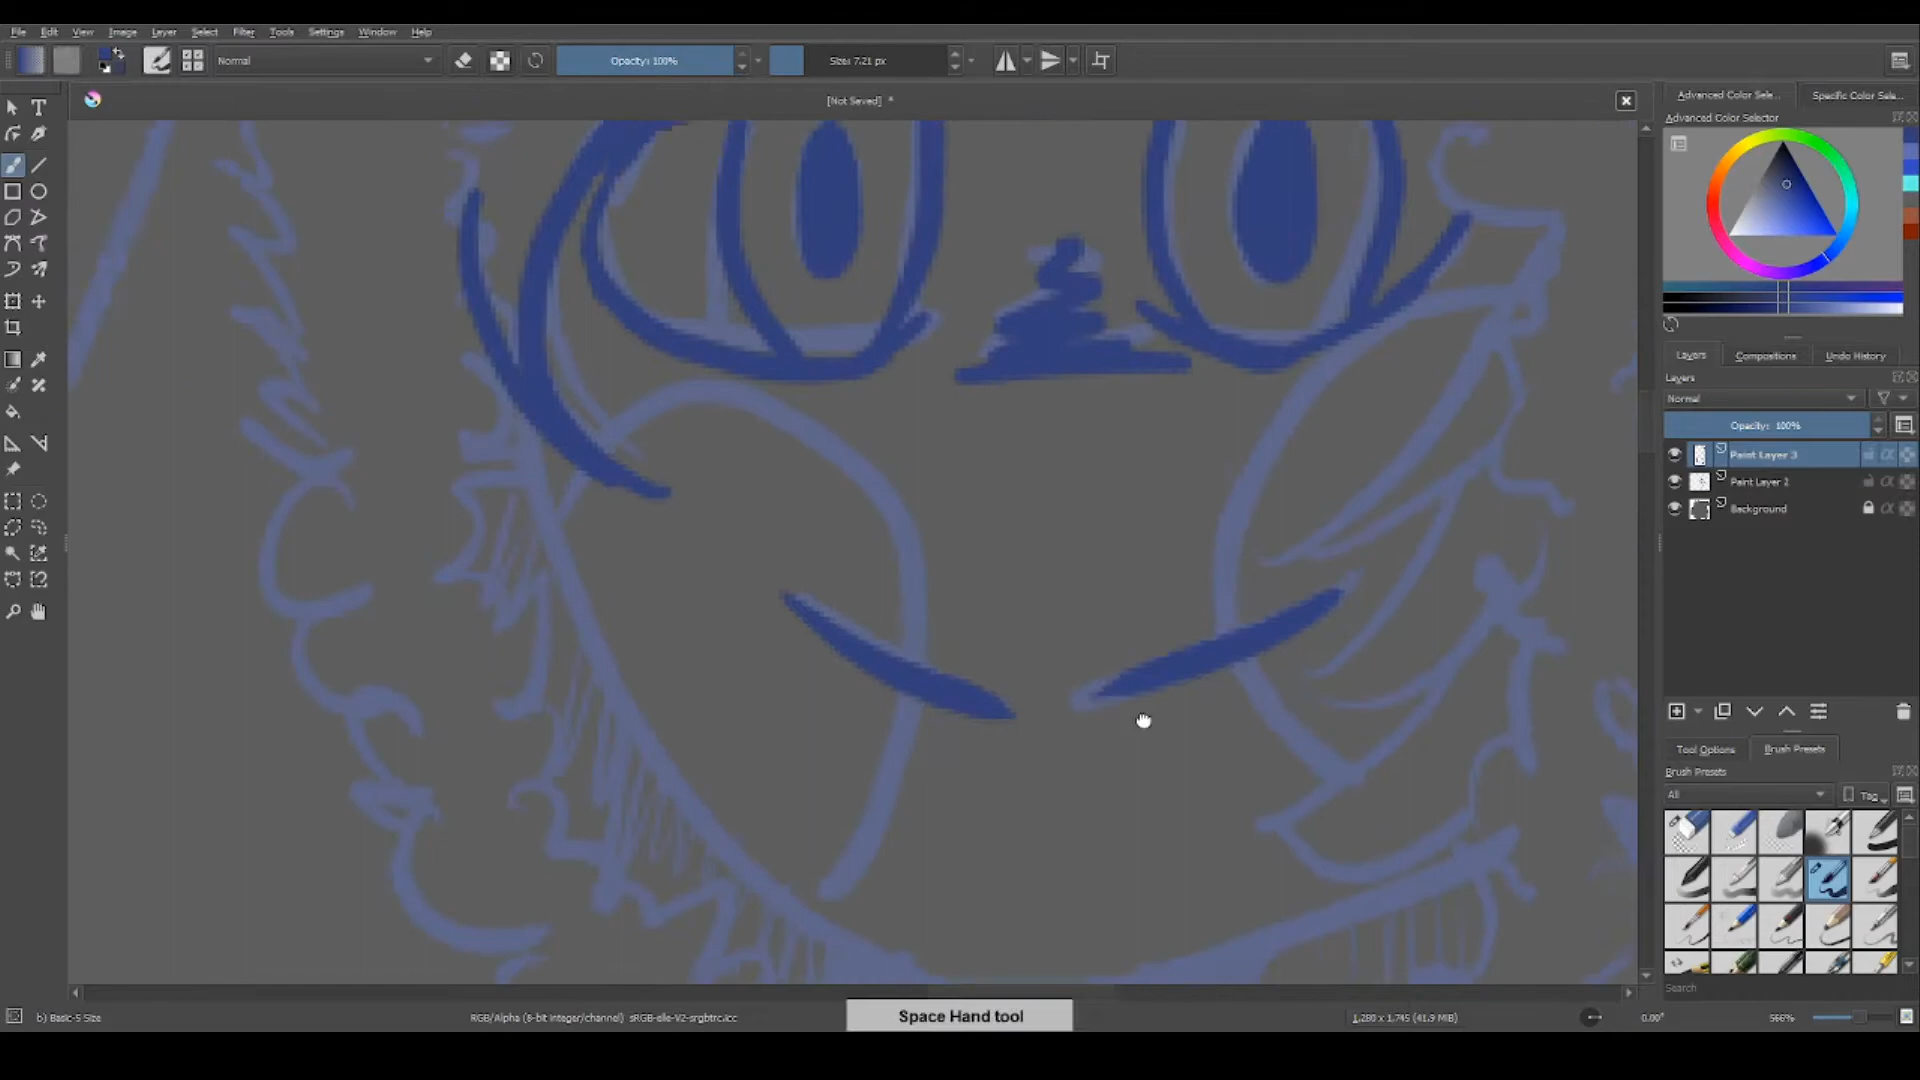 File Edit View Image Layer Select Filter Tools Settings Window Help
Normal Opacity: 100% Size: 7.21 px
[Not Saved] *
Advanced Color Sele... Specific Color Sele...
Advanced Color Selector
Layers Compositions Undo History
Layers
Normal
Opacity: 100%
Paint Layer 3
Paint Layer 2
Background
Tool Options Brush Presets
Brush Presets
All Tag
Search
b) Basic-5 Size RGB/Alpha (8-bit integer/channel) sRGB-elle-V2-srgbtrc.icc Space Hand tool 1,280 x 1,745 (41.9 MiB) 0.00° 566%